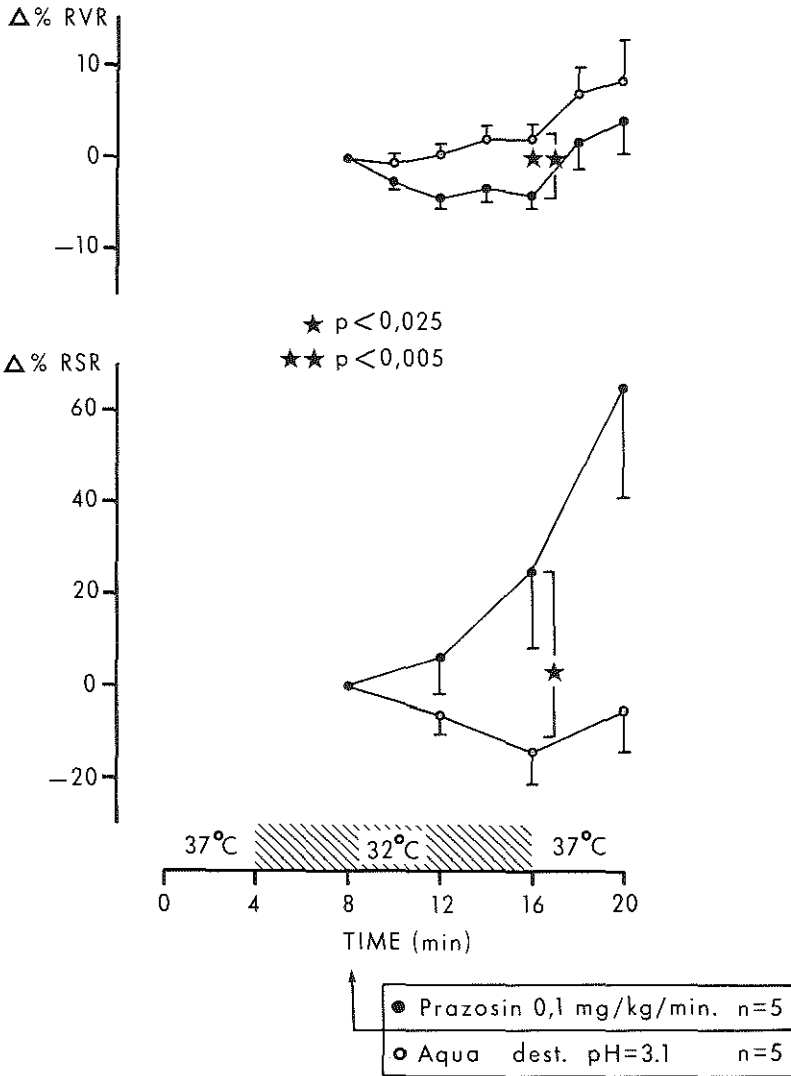 Δ% RVR
10
0
—10
★ p<0,025
★★ p<0,005
Δ% RSR
60
40
20
0
—20
37°C 32°C 37°C
0 4 8 12 16 20
TIME (min)
● Prazosin 0,1 mg/kg/min. n=5
○ Aqua dest. pH=3.1 n=5